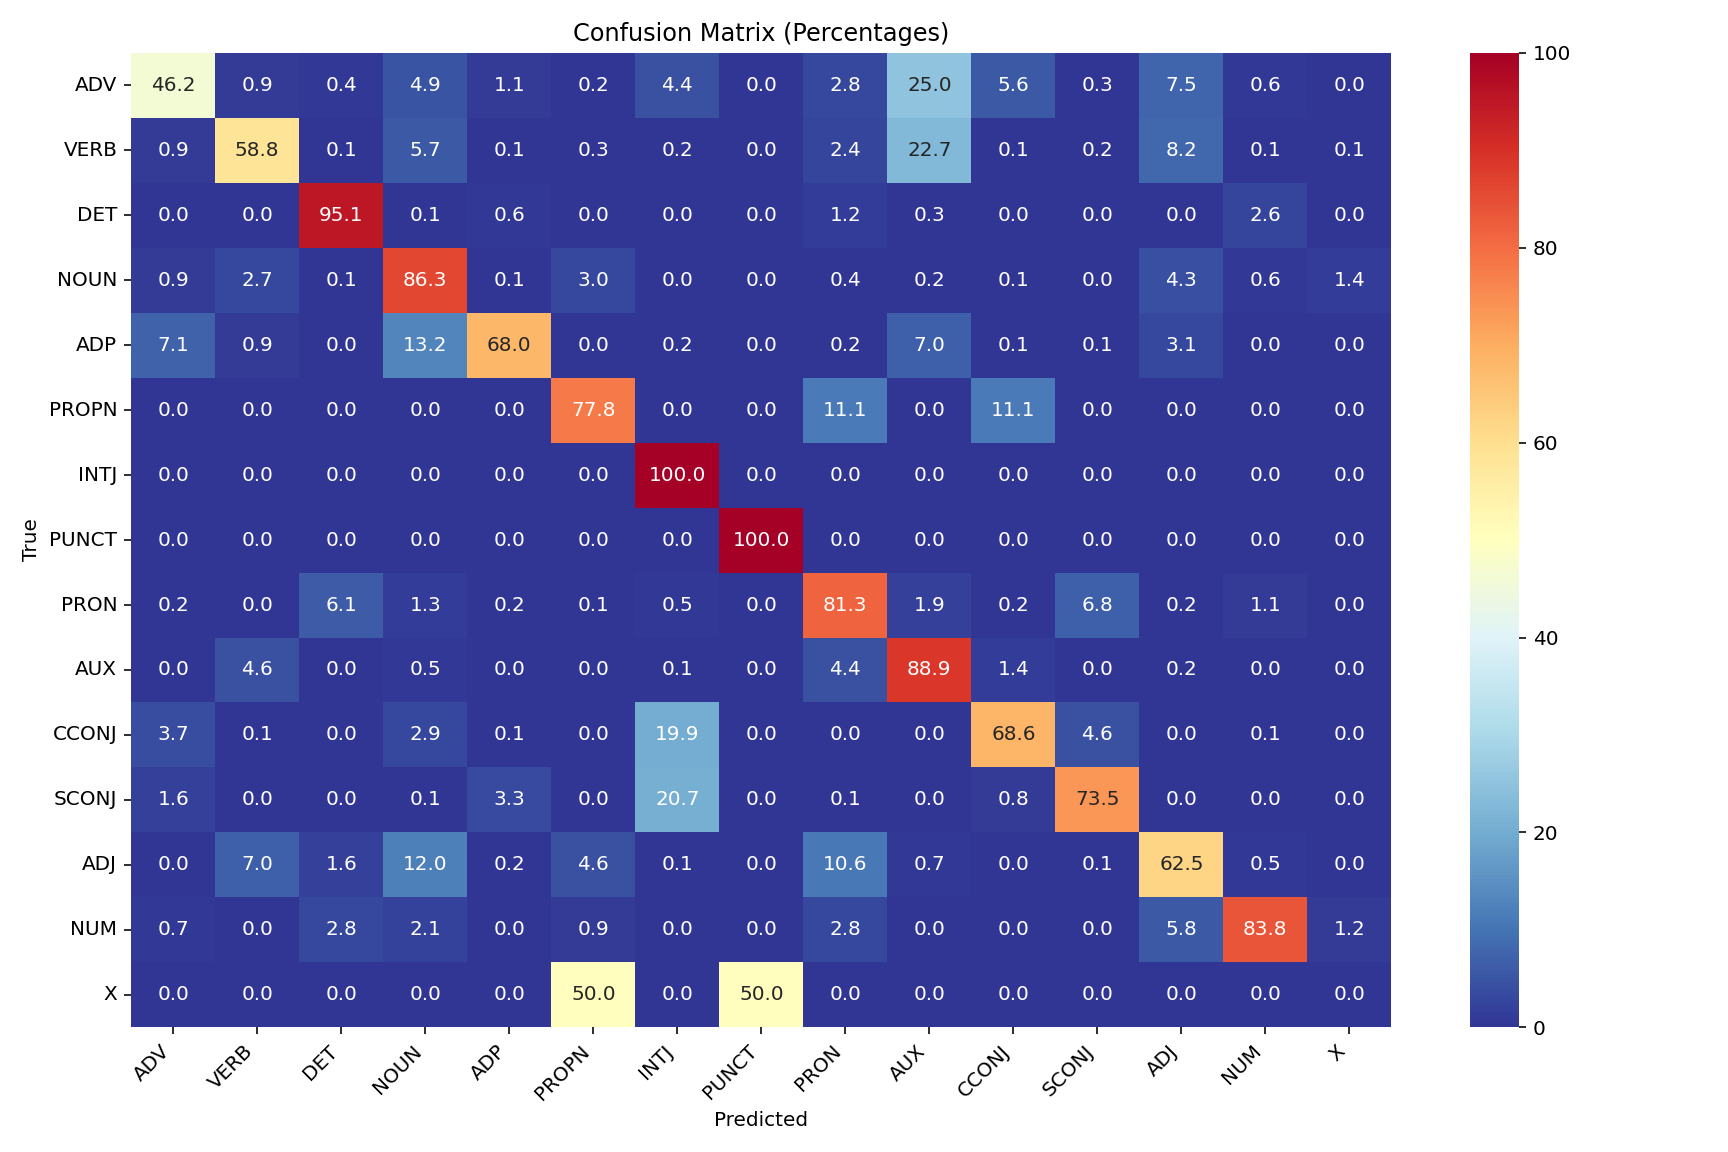 Confusion Matrix (Percentages)
ADV 46.2 0.9 0.4 4.9 1.1 0.2 4.4 0.0 2.8 25.0 5.6 0.3 7.5 0.6 0.0
VERB 0.9 58.8 0.1 5.7 0.1 0.3 0.2 0.0 2.4 22.7 0.1 0.2 8.2 0.1 0.1
DET 0.0 0.0 95.1 0.1 0.6 0.0 0.0 0.0 1.2 0.3 0.0 0.0 0.0 2.6 0.0
NOUN 0.9 2.7 0.1 86.3 0.1 3.0 0.0 0.0 0.4 0.2 0.1 0.0 4.3 0.6 1.4
ADP 7.1 0.9 0.0 13.2 68.0 0.0 0.2 0.0 0.2 7.0 0.1 0.1 3.1 0.0 0.0
PROPN 0.0 0.0 0.0 0.0 0.0 77.8 0.0 0.0 11.1 0.0 11.1 0.0 0.0 0.0 0.0
INTJ 0.0 0.0 0.0 0.0 0.0 0.0 100.0 0.0 0.0 0.0 0.0 0.0 0.0 0.0 0.0
PUNCT 0.0 0.0 0.0 0.0 0.0 0.0 0.0 100.0 0.0 0.0 0.0 0.0 0.0 0.0 0.0
PRON 0.2 0.0 6.1 1.3 0.2 0.1 0.5 0.0 81.3 1.9 0.2 6.8 0.2 1.1 0.0
AUX 0.0 4.6 0.0 0.5 0.0 0.0 0.1 0.0 4.4 88.9 1.4 0.0 0.2 0.0 0.0
CCONJ 3.7 0.1 0.0 2.9 0.1 0.0 19.9 0.0 0.0 0.0 68.6 4.6 0.0 0.1 0.0
SCONJ 1.6 0.0 0.0 0.1 3.3 0.0 20.7 0.0 0.1 0.0 0.8 73.5 0.0 0.0 0.0
ADJ 0.0 7.0 1.6 12.0 0.2 4.6 0.1 0.0 10.6 0.7 0.0 0.1 62.5 0.5 0.0
NUM 0.7 0.0 2.8 2.1 0.0 0.9 0.0 0.0 2.8 0.0 0.0 0.0 5.8 83.8 1.2
X 0.0 0.0 0.0 0.0 0.0 50.0 0.0 50.0 0.0 0.0 0.0 0.0 0.0 0.0 0.0
True
ADV VERB DET NOUN ADP PROPN INTJ PUNCT PRON AUX CCONJ SCONJ ADJ NUM X
Predicted
100
80
60
40
20
0